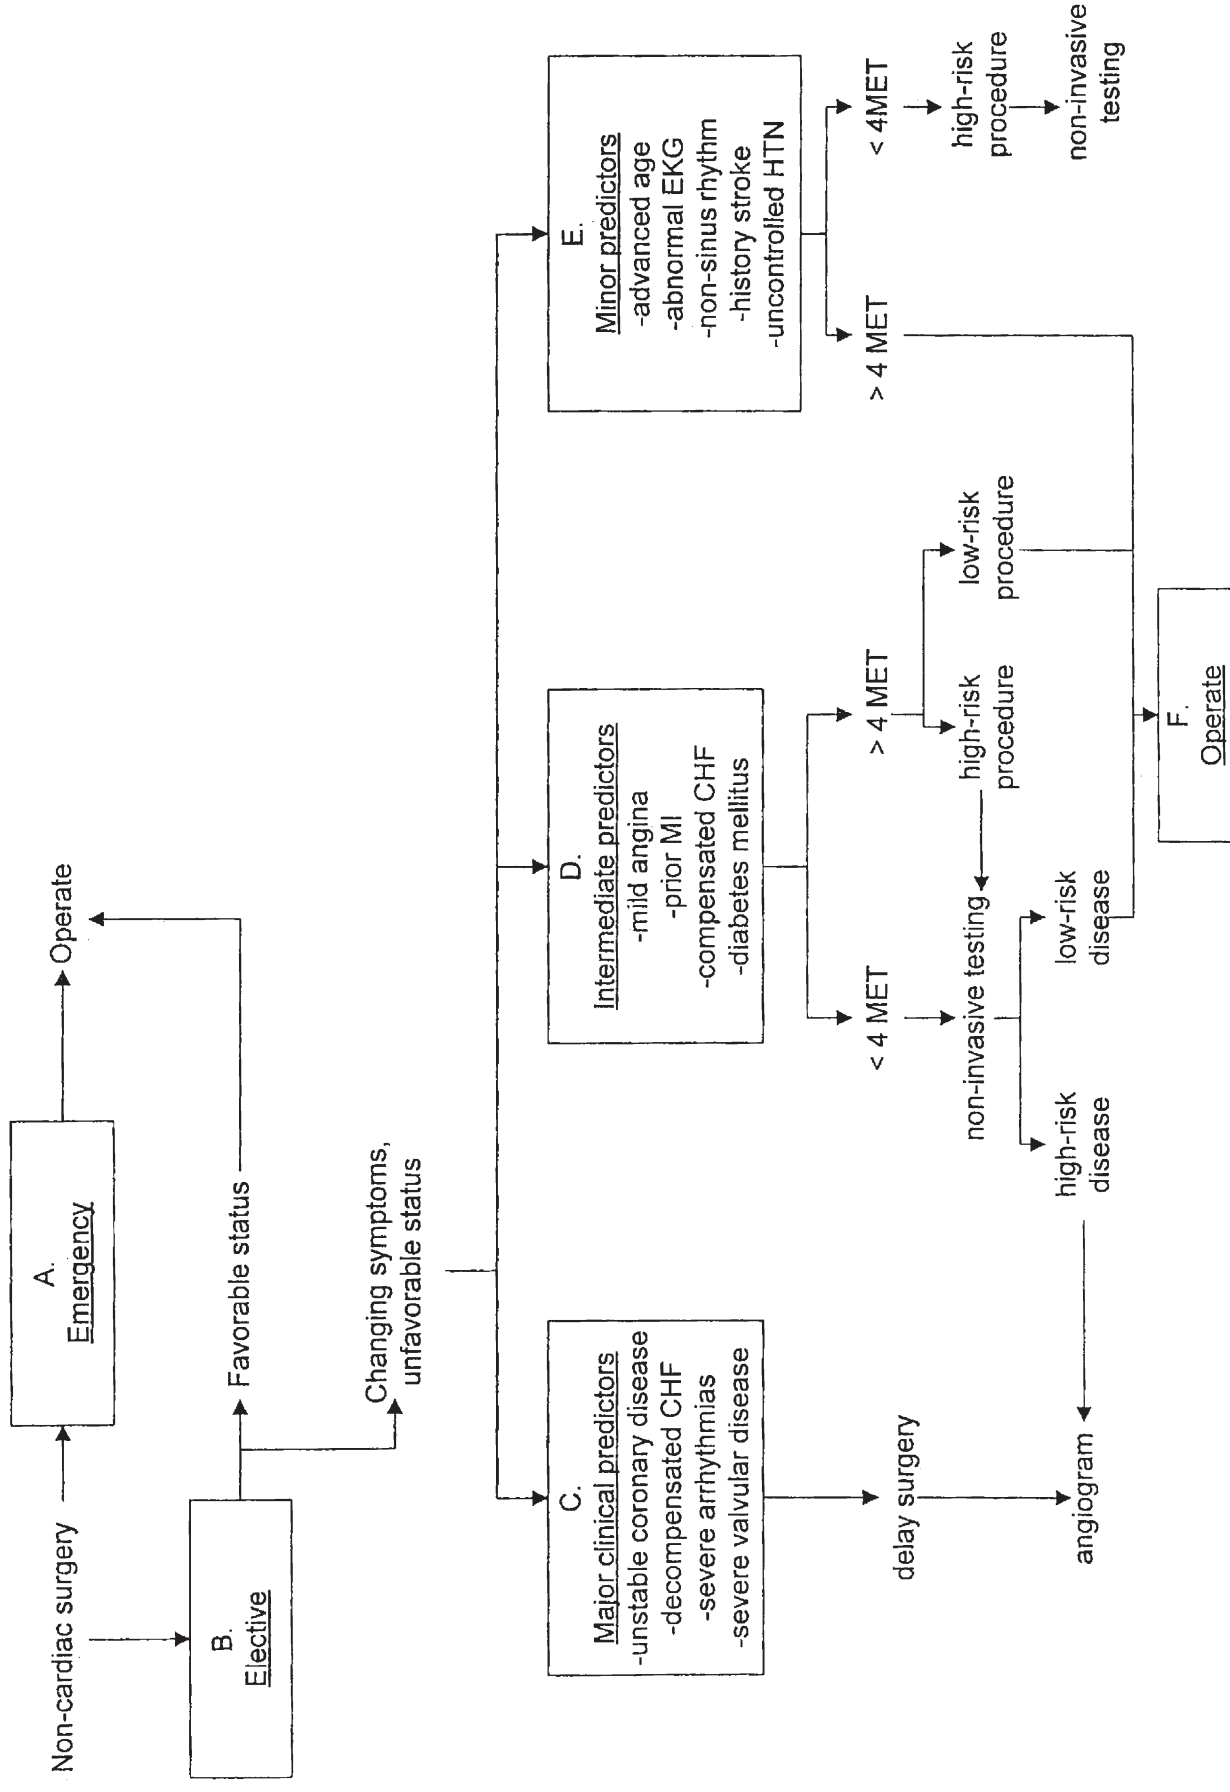 Non-cardiac surgery
A.
Emergency
Operate
B.
Elective
Favorable status
Changing symptoms,
unfavorable status
C.
Major clinical predictors
-unstable coronary disease
-decompensated CHF
-severe arrhythmias
-severe valvular disease
delay surgery
angiogram
D.
Intermediate predictors
-mild angina
-prior MI
-compensated CHF
-diabetes mellitus
< 4 MET
non-invasive testing
high-risk
disease
low-risk
disease
> 4 MET
high-risk
procedure
low-risk
procedure
E.
Minor predictors
-advanced age
-abnormal EKG
-non-sinus rhythm
-history stroke
-uncontrolled HTN
> 4 MET
< 4MET
high-risk
procedure
non-invasive
testing
F.
Operate